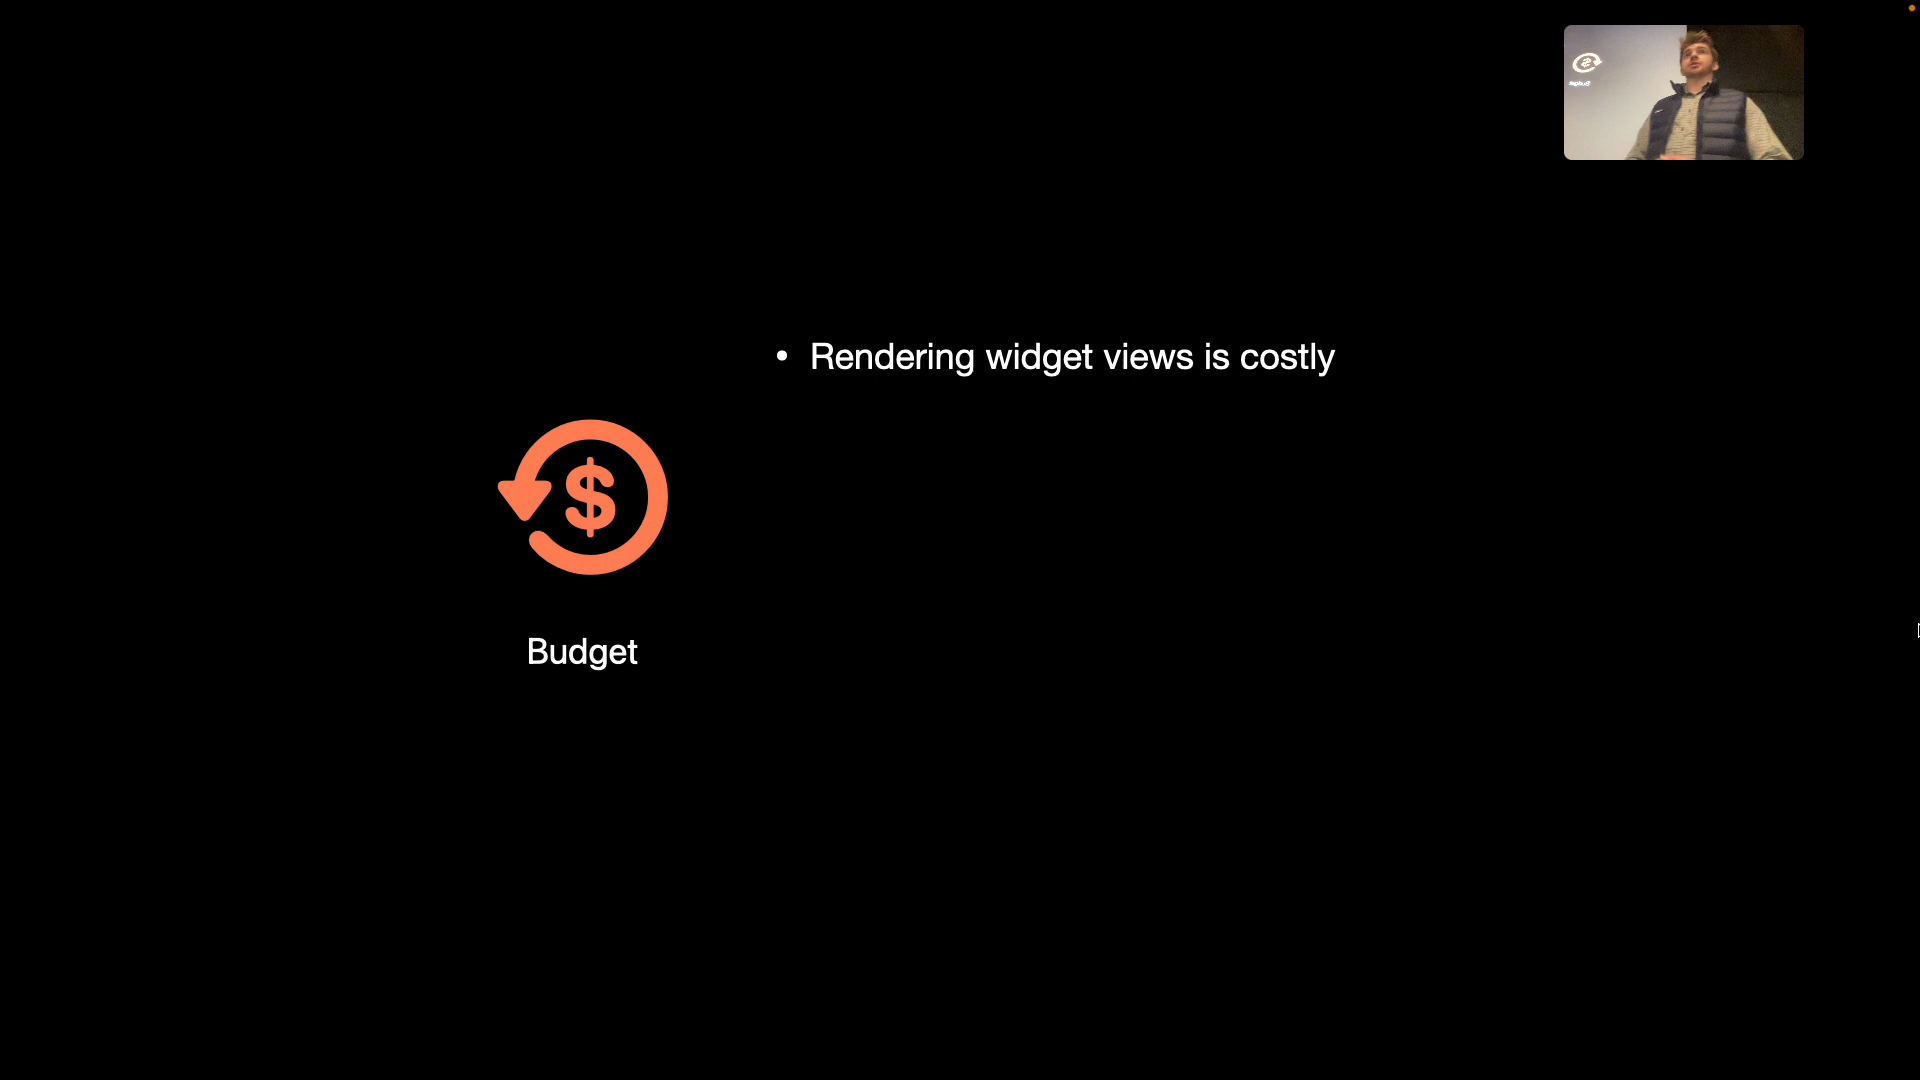 Rendering widget views is costly
$
Budget